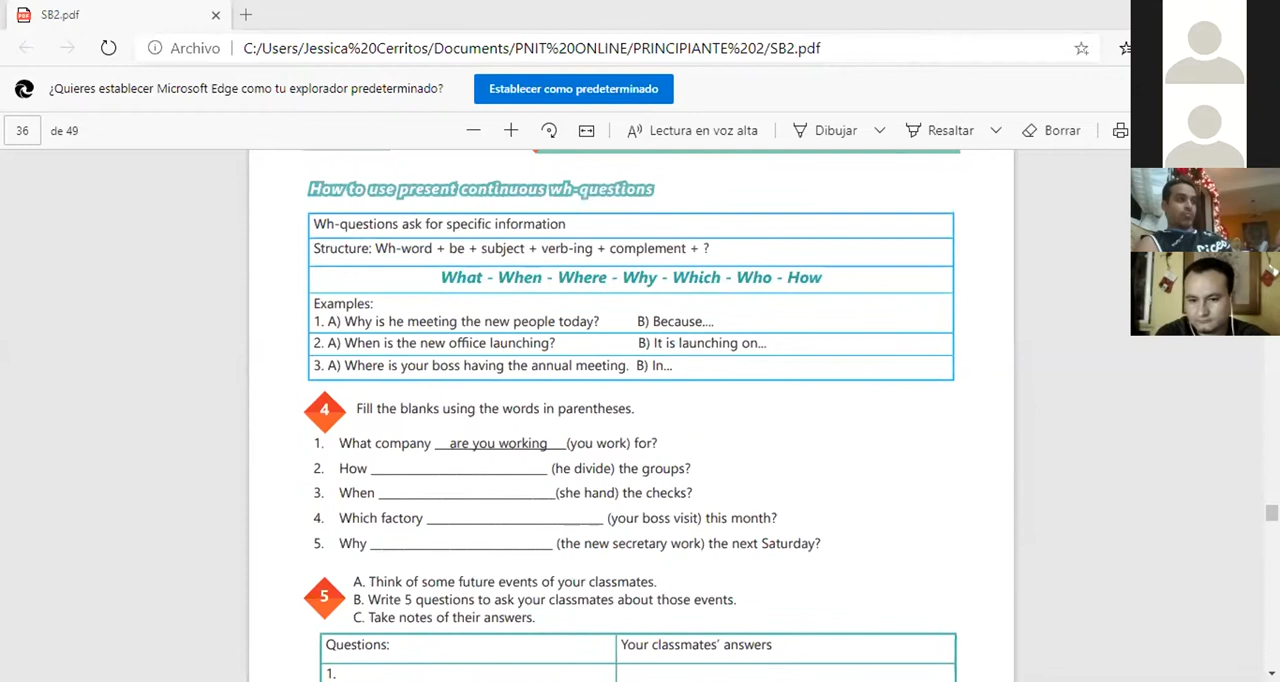 SB2.pdf
Archivo
C:/Users/Jessica%20Cerritos/Documents/PNIT%20ONLINE/PRINCIPIANTE%202/SB2.pdf
¿Quieres establecer Microsoft Edge como tu explorador predeterminado?
Establecer como predeterminado
36 de 49
Lectura en voz alta
Dibujar
Resaltar
Borrar
How to use present continuous wh-questions
Wh-questions ask for specific information
Structure: Wh-word + be + subject + verb-ing + complement + ?
What - When - Where - Why - Which - Who - How
Examples:
1. A) Why is he meeting the new people today? B) Because....
2. A) When is the new office launching? B) It is launching on...
3. A) Where is your boss having the annual meeting. B) In...
4 Fill the blanks using the words in parentheses.
1. What company __are you working__(you work) for?
2. How ____________________ (he divide) the groups?
3. When ____________________(she hand) the checks?
4. Which factory ____________________ (your boss visit) this month?
5. Why ____________________ (the new secretary work) the next Saturday?
5 A. Think of some future events of your classmates.
B. Write 5 questions to ask your classmates about those events.
C. Take notes of their answers.
Questions: Your classmates' answers
1.